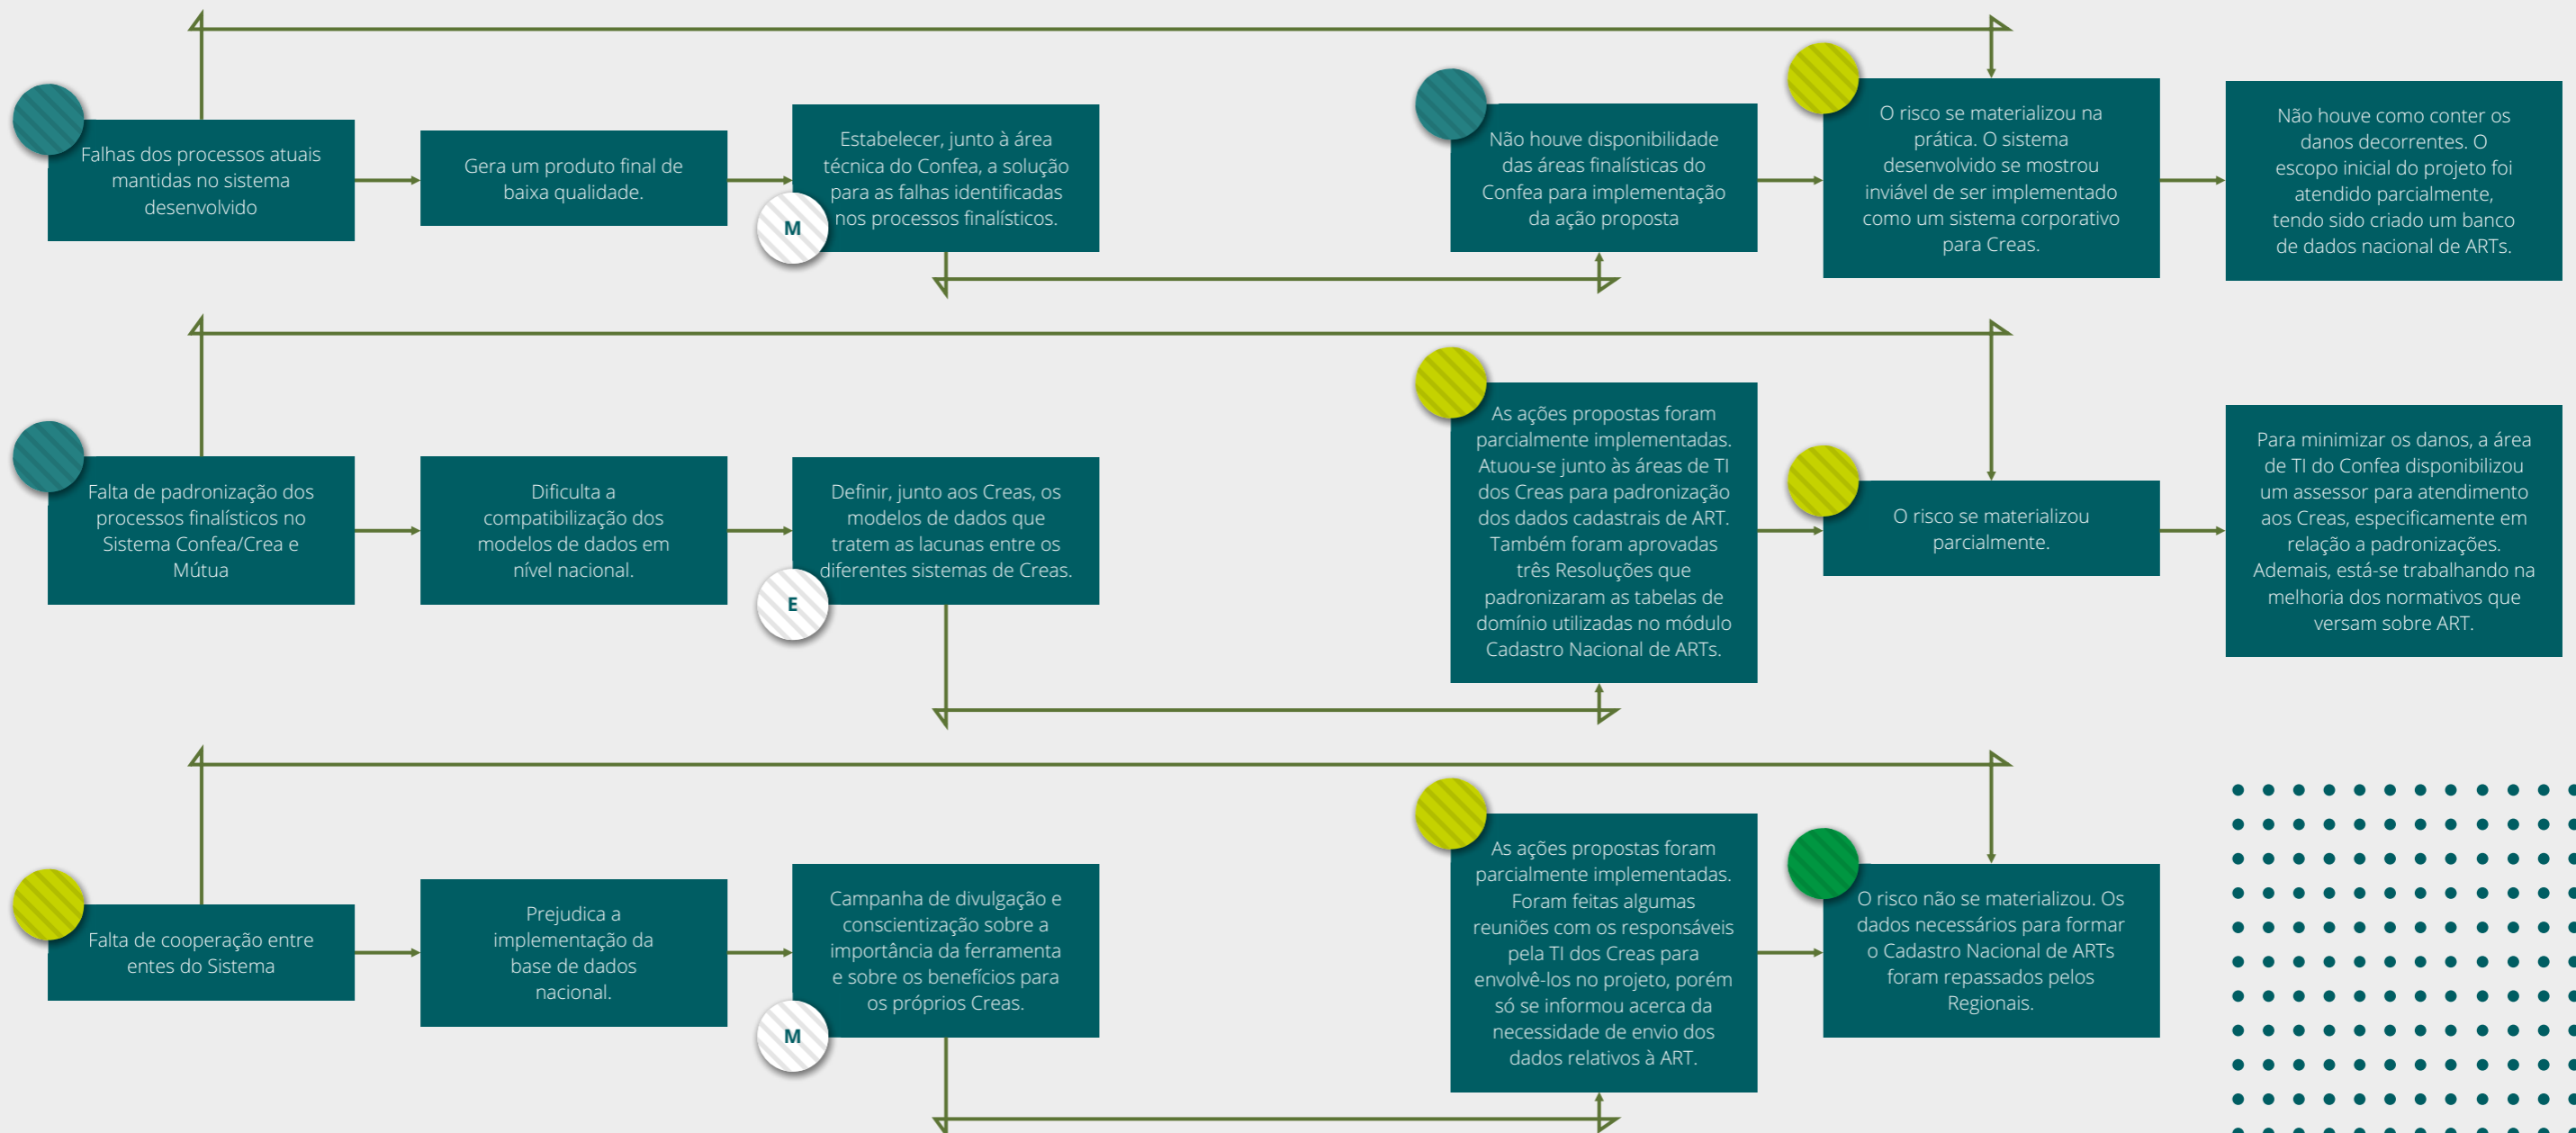 Falhas dos processos atuais
mantidas no sistema
desenvolvido
Gera um produto final de
baixa qualidade.
Estabelecer, junto à área
técnica do Confea, a solução
para as falhas identificadas
nos processos finalísticos.
M
Não houve disponibilidade
das áreas finalísticas do
Confea para implementação
da ação proposta
O risco se materializou na
prática. O sistema
desenvolvido se mostrou
inviável de ser implementado
como um sistema corporativo
para Creas.
Não houve como conter os
danos decorrentes. O
escopo inicial do projeto foi
atendido parcialmente,
tendo sido criado um banco
de dados nacional de ARTs.
Falta de padronização dos
processos finalísticos no
Sistema Confea/Crea e
Mútua
Dificulta a
compatibilização dos
modelos de dados em
nível nacional.
Definir, junto aos Creas, os
modelos de dados que
tratem as lacunas entre os
diferentes sistemas de Creas.
E
As ações propostas foram
parcialmente implementadas.
Atuou-se junto às áreas de TI
dos Creas para padronização
dos dados cadastrais de ART.
Também foram aprovadas
três Resoluções que
padronizaram as tabelas de
domínio utilizadas no módulo
Cadastro Nacional de ARTs.
O risco se materializou
parcialmente.
Para minimizar os danos, a área
de TI do Confea disponibilizou
um assessor para atendimento
aos Creas, especificamente em
relação a padronizações.
Ademais, está-se trabalhando na
melhoria dos normativos que
versam sobre ART.
Falta de cooperação entre
entes do Sistema
Prejudica a
implementação da
base de dados
nacional.
Campanha de divulgação e
conscientização sobre a
importância da ferramenta
e sobre os benefícios para
os próprios Creas.
M
As ações propostas foram
parcialmente implementadas.
Foram feitas algumas
reuniões com os responsáveis
pela TI dos Creas para
envolvê-los no projeto, porém
só se informou acerca da
necessidade de envio dos
dados relativos à ART.
O risco não se materializou. Os
dados necessários para formar
o Cadastro Nacional de ARTs
foram repassados pelos
Regionais.